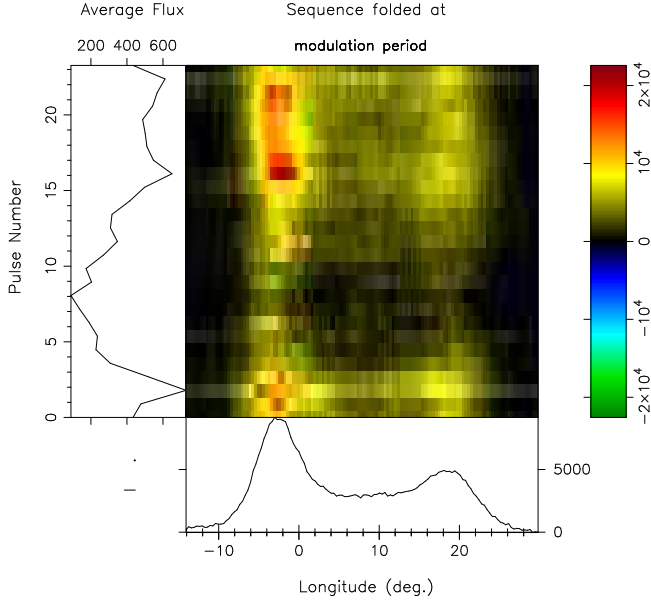 Average Flux
Sequence folded at
200 400 600
modulation period
Pulse Number
0 5 10 15 20
2×10⁴
10⁴
0
−10⁴
−2×10⁴
5000
0
−10 0 10 20
Longitude (deg.)